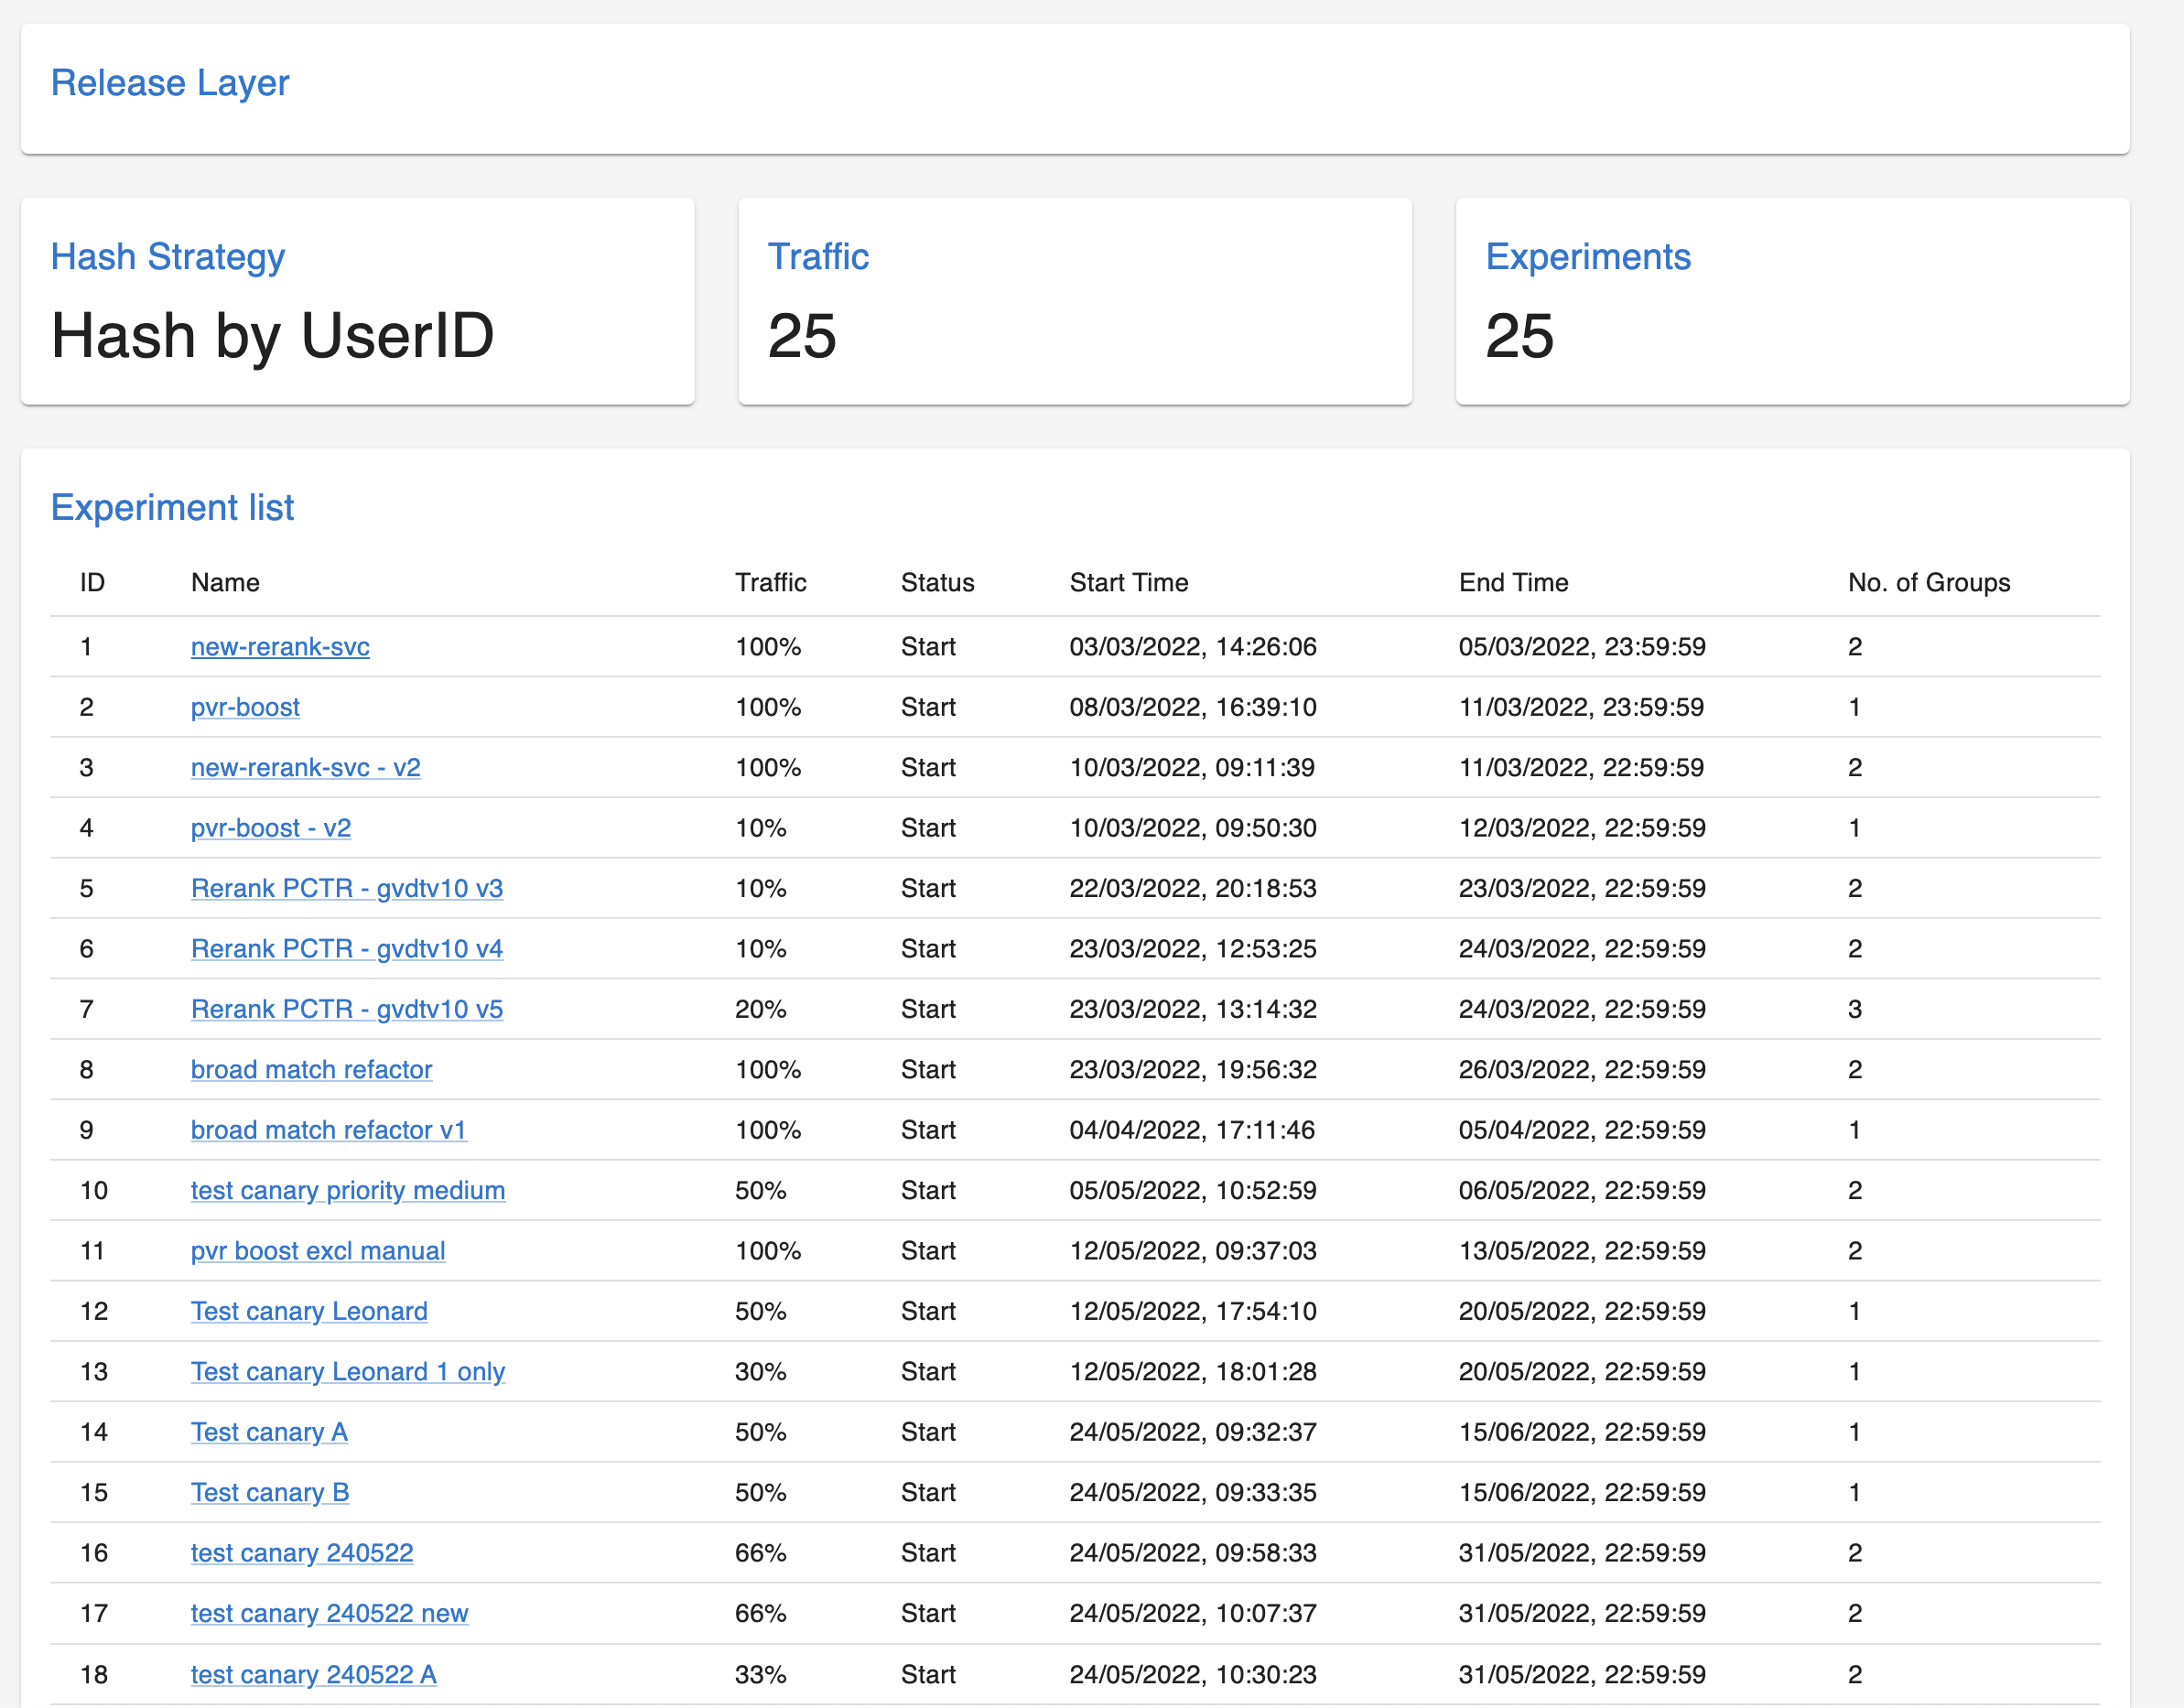 Release Layer
Hash Strategy
Hash by UserID
Traffic
25
Experiments
25
Experiment list
ID Name Traffic Status Start Time End Time No. of Groups
1 new-rerank-svc 100% Start 03/03/2022, 14:26:06 05/03/2022, 23:59:59 2
2 pvr-boost 100% Start 08/03/2022, 16:39:10 11/03/2022, 23:59:59 1
3 new-rerank-svc - v2 100% Start 10/03/2022, 09:11:39 11/03/2022, 22:59:59 2
4 pvr-boost - v2 10% Start 10/03/2022, 09:50:30 12/03/2022, 22:59:59 1
5 Rerank PCTR - gvdtv10 v3 10% Start 22/03/2022, 20:18:53 23/03/2022, 22:59:59 2
6 Rerank PCTR - gvdtv10 v4 10% Start 23/03/2022, 12:53:25 24/03/2022, 22:59:59 2
7 Rerank PCTR - gvdtv10 v5 20% Start 23/03/2022, 13:14:32 24/03/2022, 22:59:59 3
8 broad match refactor 100% Start 23/03/2022, 19:56:32 26/03/2022, 22:59:59 2
9 broad match refactor v1 100% Start 04/04/2022, 17:11:46 05/04/2022, 22:59:59 1
10 test canary priority medium 50% Start 05/05/2022, 10:52:59 06/05/2022, 22:59:59 2
11 pvr boost excl manual 100% Start 12/05/2022, 09:37:03 13/05/2022, 22:59:59 2
12 Test canary Leonard 50% Start 12/05/2022, 17:54:10 20/05/2022, 22:59:59 1
13 Test canary Leonard 1 only 30% Start 12/05/2022, 18:01:28 20/05/2022, 22:59:59 1
14 Test canary A 50% Start 24/05/2022, 09:32:37 15/06/2022, 22:59:59 1
15 Test canary B 50% Start 24/05/2022, 09:33:35 15/06/2022, 22:59:59 1
16 test canary 240522 66% Start 24/05/2022, 09:58:33 31/05/2022, 22:59:59 2
17 test canary 240522 new 66% Start 24/05/2022, 10:07:37 31/05/2022, 22:59:59 2
18 test canary 240522 A 33% Start 24/05/2022, 10:30:23 31/05/2022, 22:59:59 2